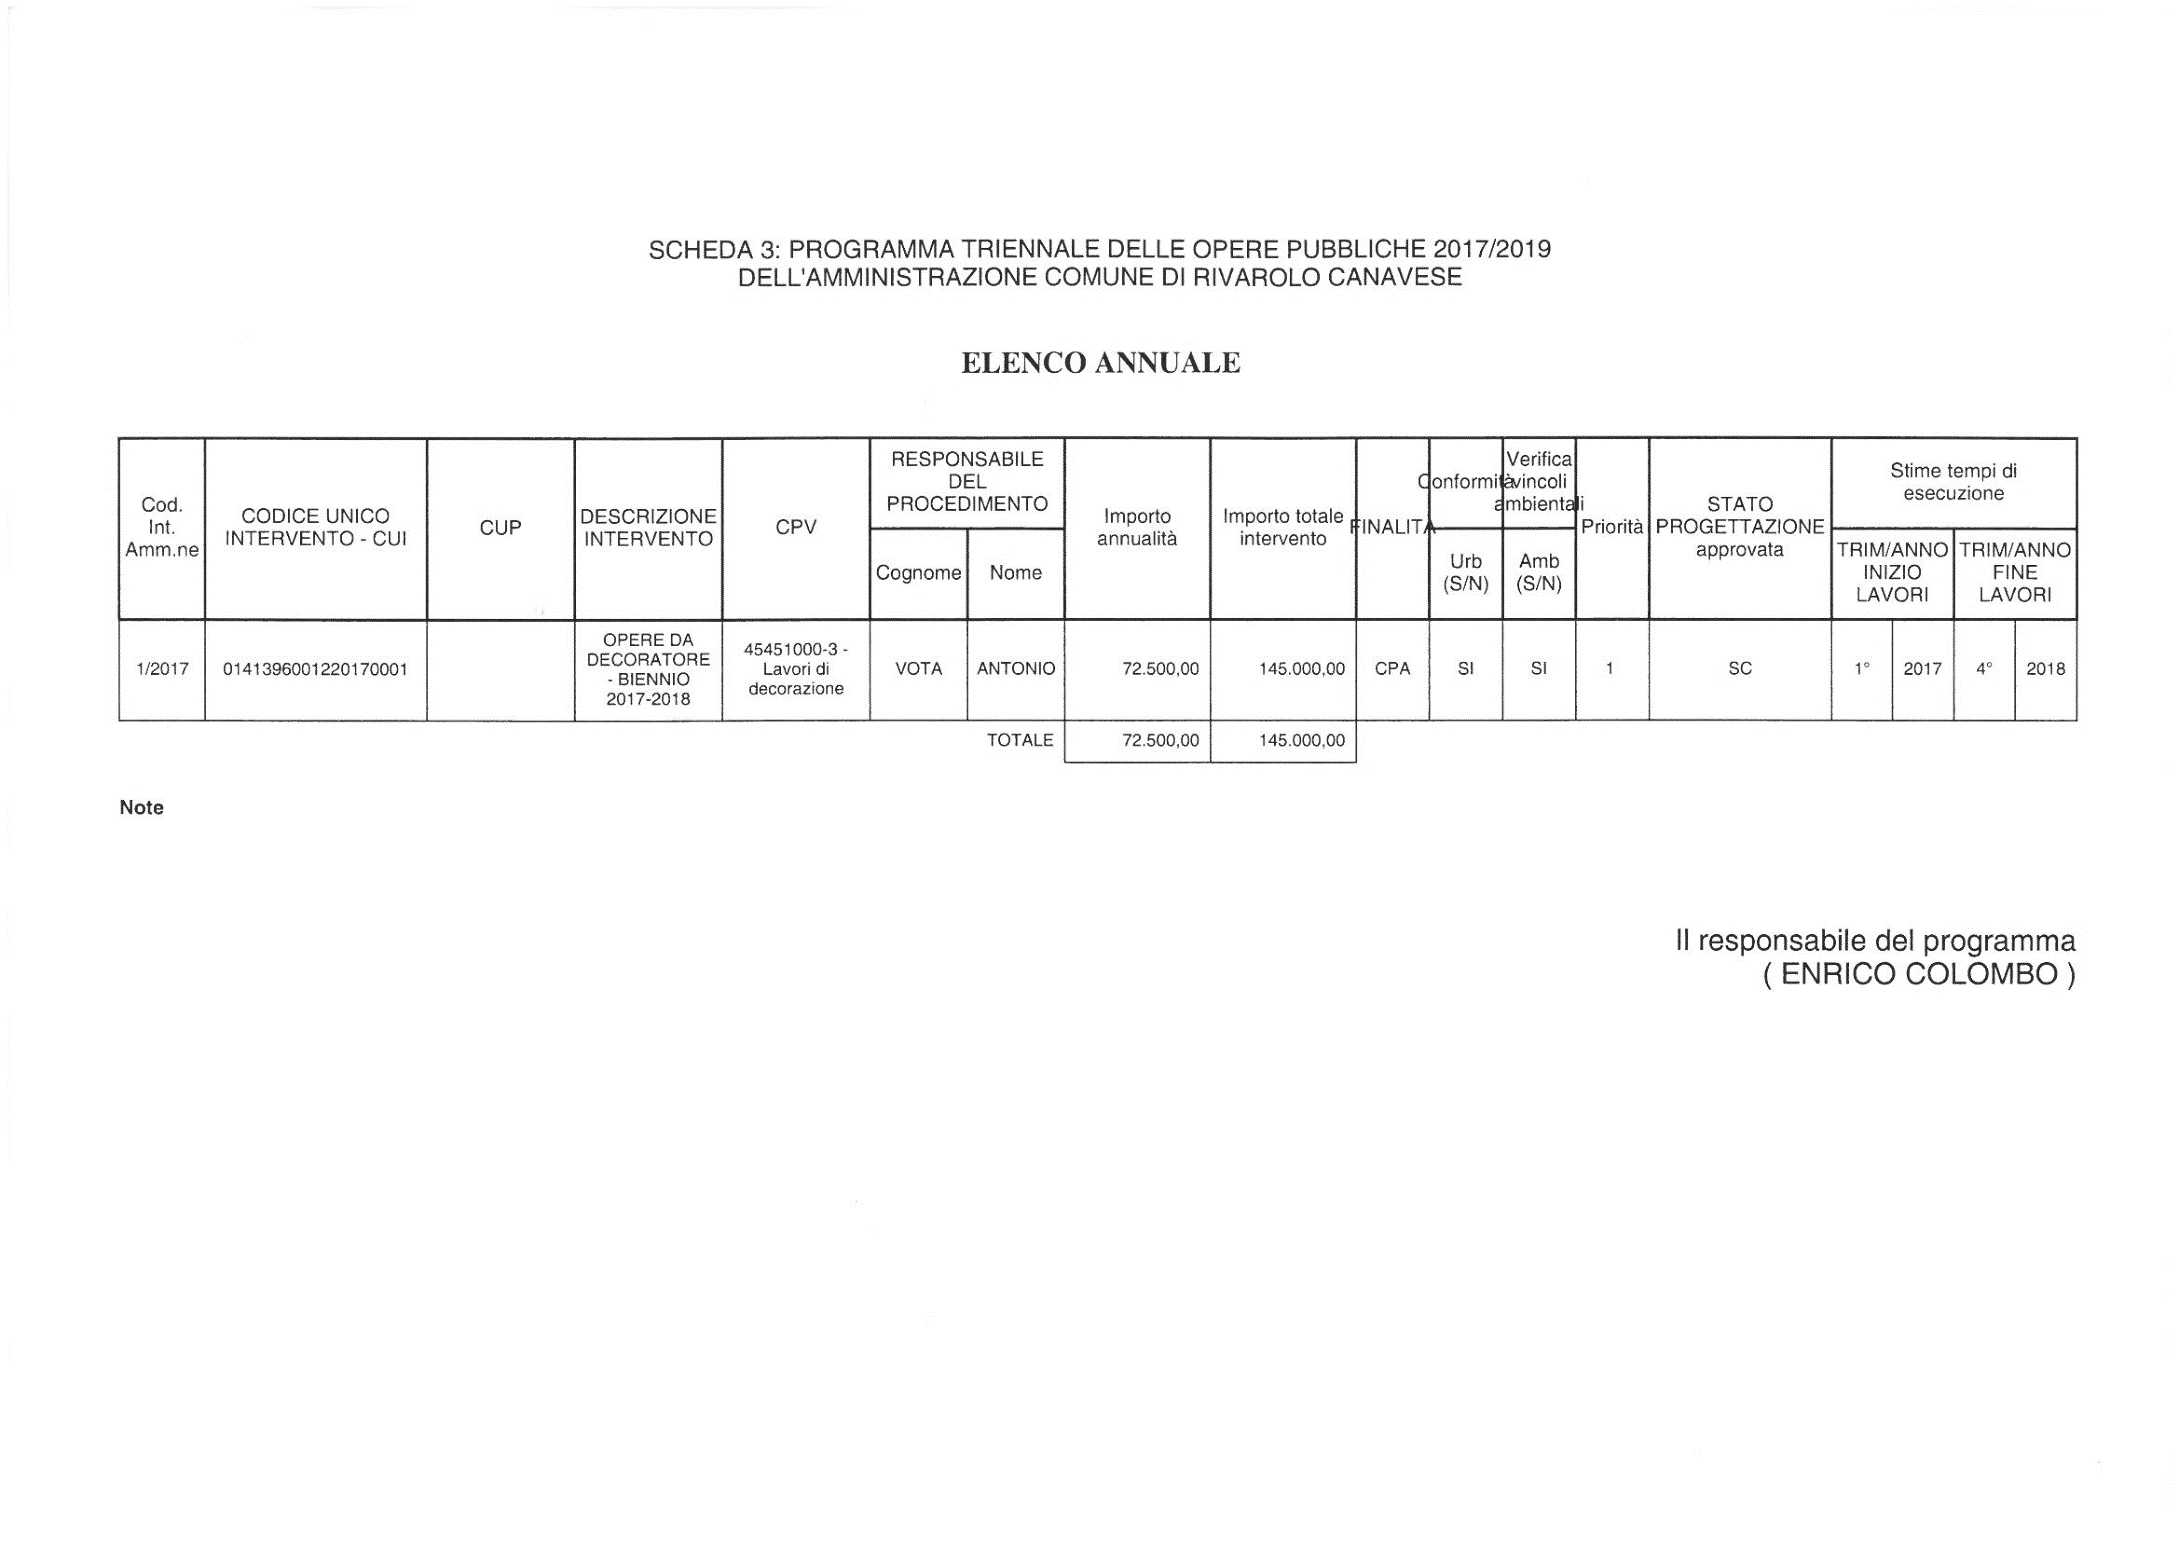 SCHEDA 3: PROGRAMMA TRIENNALE DELLE OPERE PUBBLICHE 2017/2019
DELL'AMMINISTRAZIONE COMUNE DI RIVAROLO CANAVESE
ELENCO ANNUALE
Cod.
Int.
Amm.ne
CODICE UNICO
INTERVENTO - CUI
CUP
DESCRIZIONE
INTERVENTO
CPV
RESPONSABILE
DEL
PROCEDIMENTO
Cognome
Nome
Importo
annualità
Importo totale
intervento
FINALITA
Conformità
Urb
(S/N)
Verifica
vincoli
ambientali
Amb
(S/N)
Priorità
STATO
PROGETTAZIONE
approvata
Stime tempi di
esecuzione
TRIM/ANNO
INIZIO
LAVORI
TRIM/ANNO
FINE
LAVORI
1/2017
0141396001220170001
OPERE DA
DECORATORE
- BIENNIO
2017-2018
45451000-3 -
Lavori di
decorazione
VOTA
ANTONIO
72.500,00
145.000,00
CPA
SI
SI
1
SC
1°
2017
4°
2018
TOTALE
72.500,00
145.000,00
Note
Il responsabile del programma
( ENRICO COLOMBO )